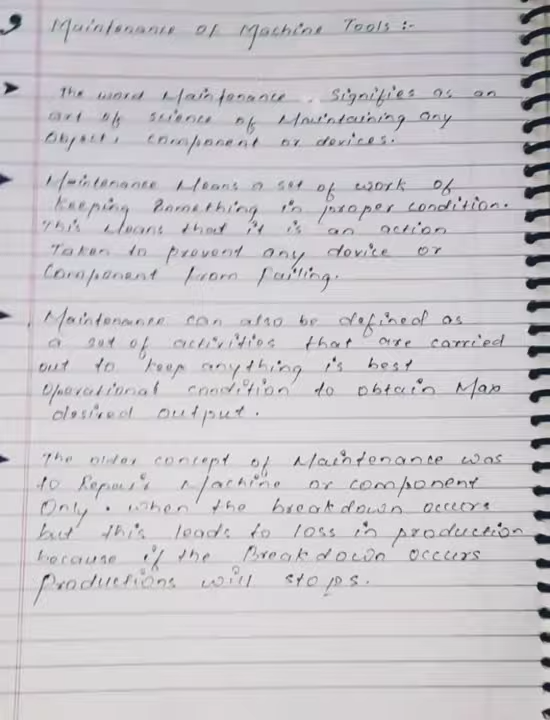 Maintenance of Machine Tools :-
The word Maintenance Signifies as an
art of science of Maintaining any
Object, component or devices.
Maintenance Means a set of work of
keeping Something in proper condition.
This Means that it is an action
Taken to prevent any device or
Component from failing.
Maintenance can also be defined as
a set of activities that are carried
out to keep anything is best
Operational condition to obtain Max
desired output.
The older concept of Maintenance was
to Repair Machine or component
Only. when the breakdown occurs
but this leads to loss in production
because if the Breakdown occurs
Productions will stops.